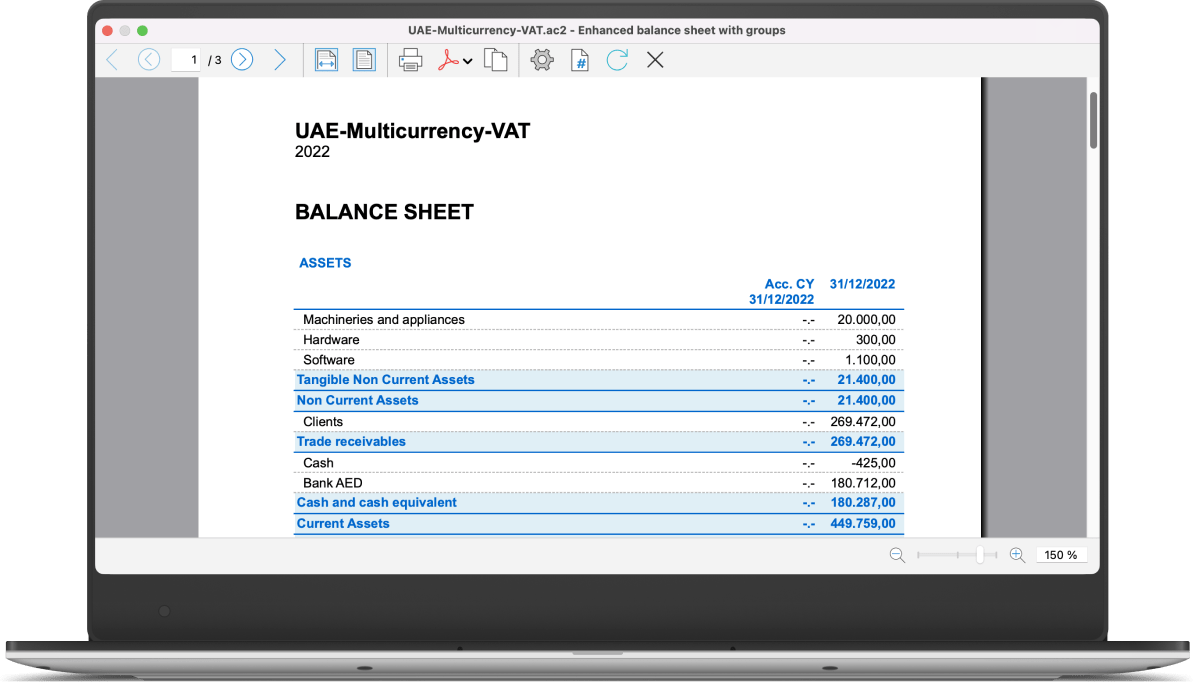 UAE-Multicurrency-VAT.ac2 - Enhanced balance sheet with groups
1 / 3
#
UAE-Multicurrency-VAT
2022
BALANCE SHEET
ASSETS
Acc. CY 31/12/2022
31/12/2022
Machineries and appliances -.- 20.000,00
Hardware -.- 300,00
Software -.- 1.100,00
Tangible Non Current Assets -.- 21.400,00
Non Current Assets -.- 21.400,00
Clients -.- 269.472,00
Trade receivables -.- 269.472,00
Cash -.- -425,00
Bank AED -.- 180.712,00
Cash and cash equivalent -.- 180.287,00
Current Assets -.- 449.759,00
150 %